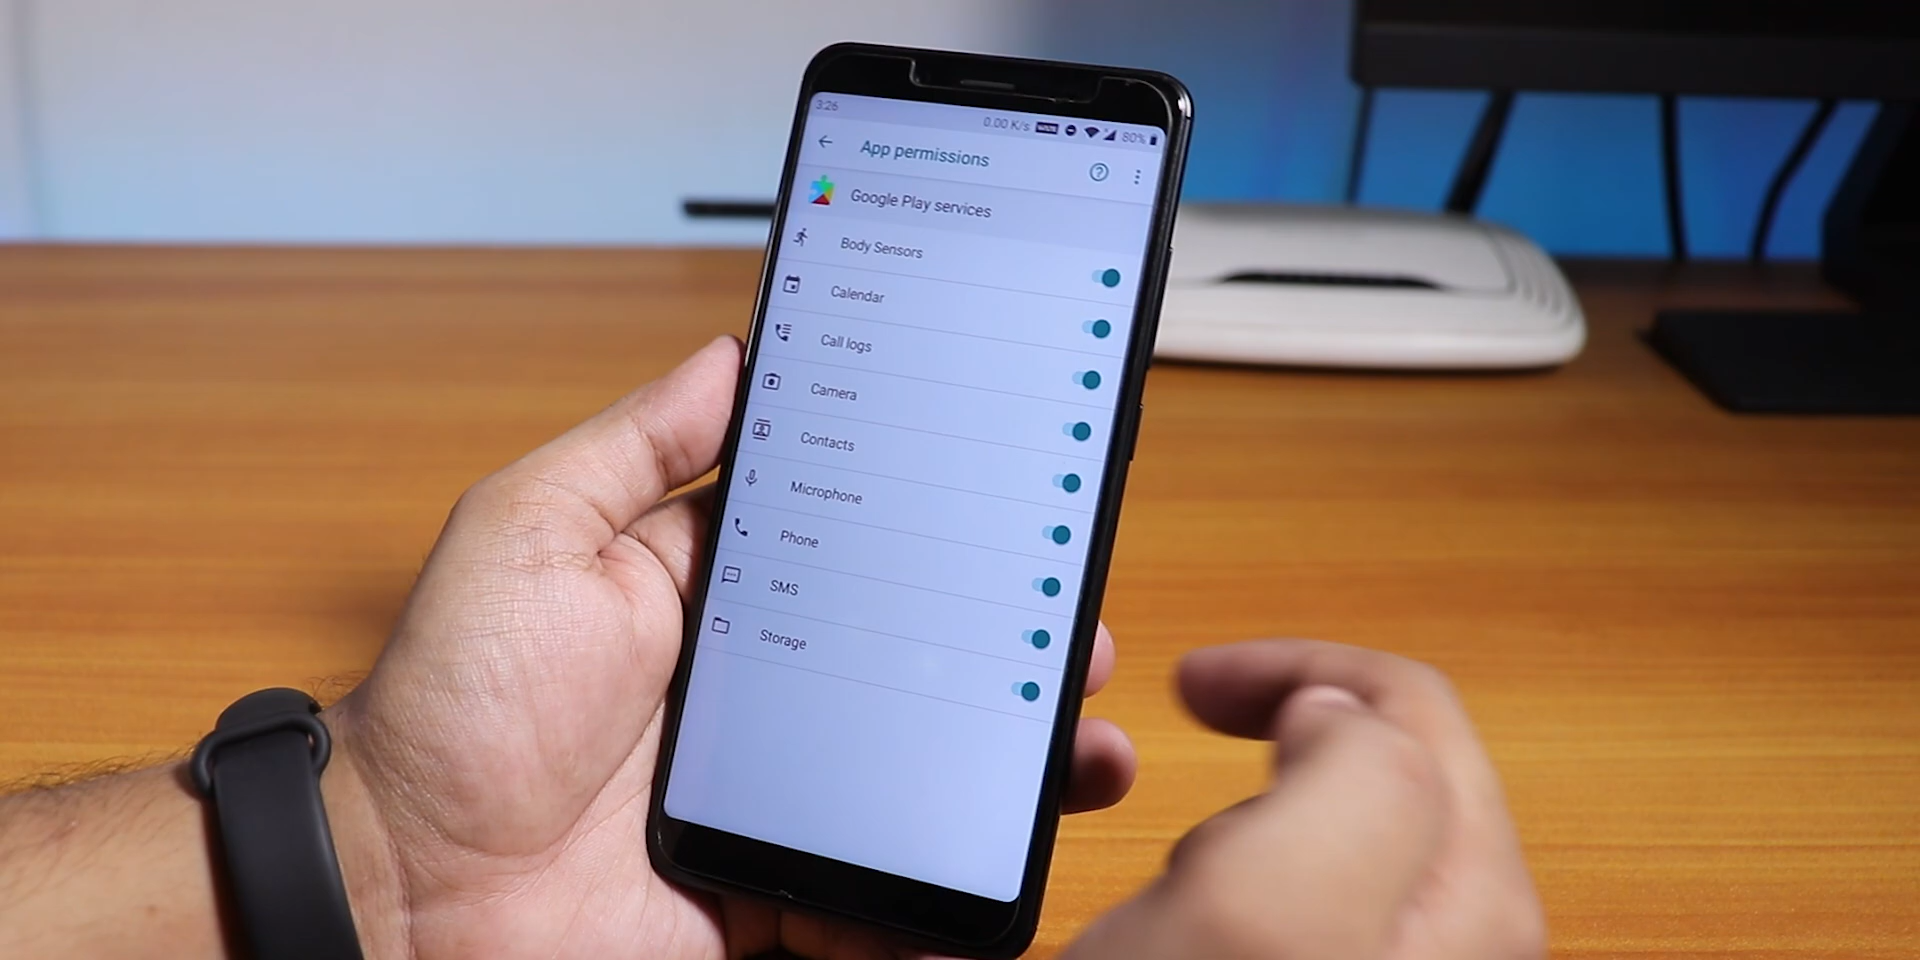 3:26
0.00 K/s 80%
App permissions
Google Play services
Body Sensors
Calendar
Call logs
Camera
Contacts
Microphone
Phone
SMS
Storage